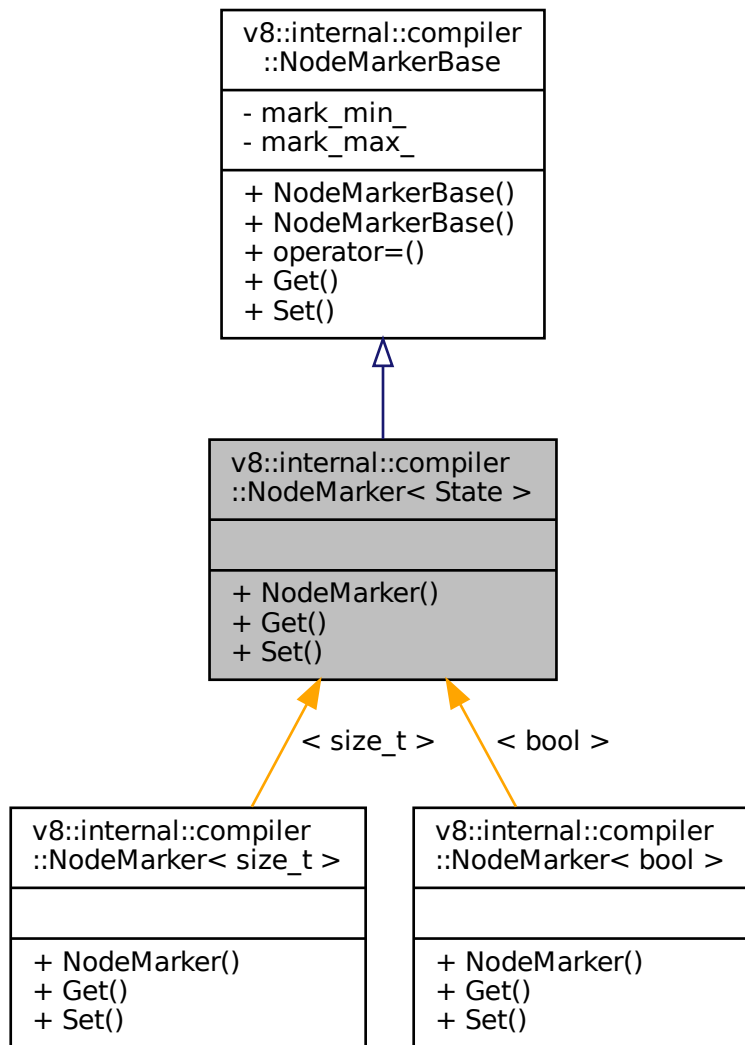 v8::internal::compiler
::NodeMarkerBase
- mark_min_
- mark_max_
+ NodeMarkerBase()
+ NodeMarkerBase()
+ operator=()
+ Get()
+ Set()
v8::internal::compiler
::NodeMarker< State >
+ NodeMarker()
+ Get()
+ Set()
< size_t >
< bool >
v8::internal::compiler
::NodeMarker< size_t >
+ NodeMarker()
+ Get()
+ Set()
v8::internal::compiler
::NodeMarker< bool >
+ NodeMarker()
+ Get()
+ Set()